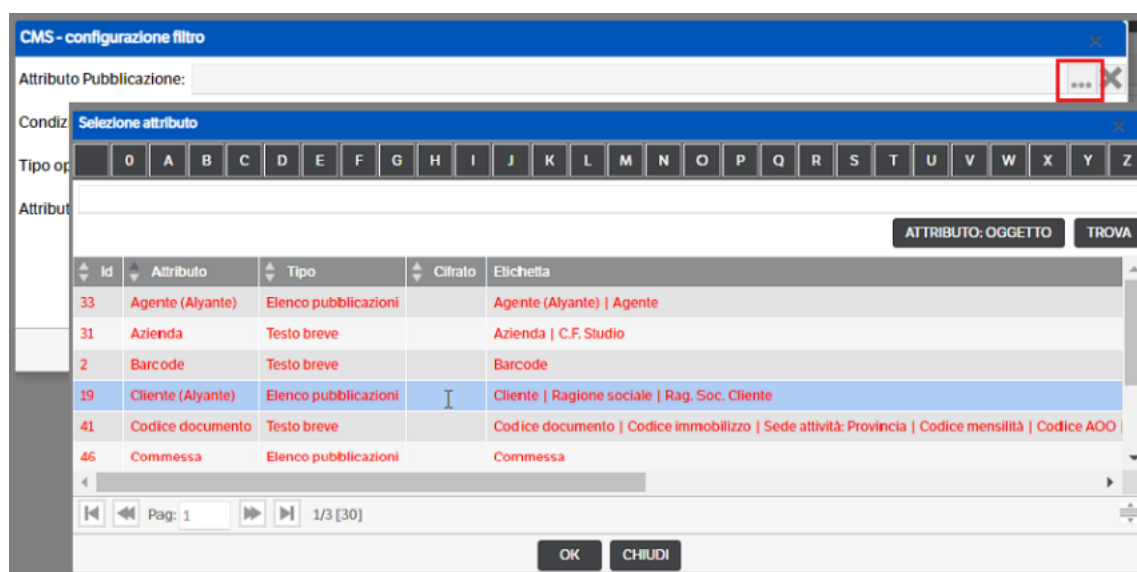 CMS - configurazione filtro
Attributo Pubblicazione: ...
Condiz
Selezione attributo
0 A B C D E F G H I J K L M N O P Q R S T U V W X Y Z
Tipo op
Attribut
ATTRIBUTO: OGGETTO TROVA
Id Attributo Tipo Cifrato Etichetta
33 Agente (Alyante) Elenco pubblicazioni Agente (Alyante) | Agente
31 Azienda Testo breve Azienda | C.F. Studio
2 Barcode Testo breve Barcode
19 Cliente (Alyante) Elenco pubblicazioni Cliente | Ragione sociale | Rag. Soc. Cliente
41 Codice documento Testo breve Codice documento | Codice immobilizzo | Sede attività: Provincia | Codice mensilità | Codice AOO |
46 Commessa Elenco pubblicazioni Commessa
Pag: 1 1/3 [30]
OK CHIUDI